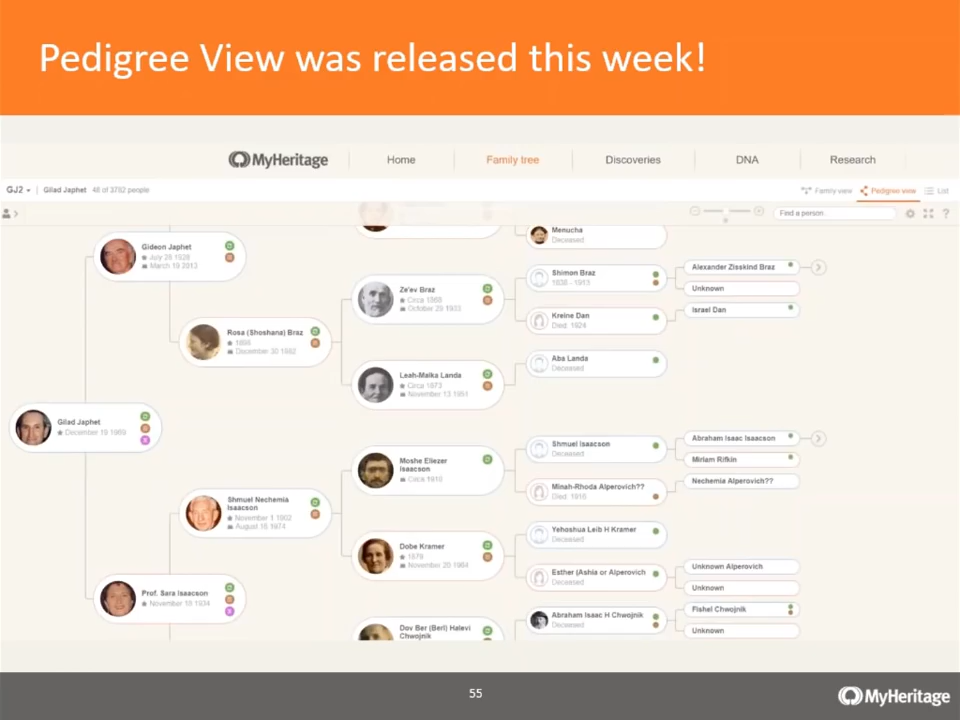 Pedigree View was released this week!
MyHeritage
Home
Family tree
Discoveries
DNA
Research
GJ2
Gilad Japhet
48 of 3702 people
Family view
Pedigree view
List
Find a person
?
Gideon Japhet
July 28 1928
March 19 2013
Rosa (Shoshana) Braz
1898
December 30 1982
Gilad Japhet
December 19 1969
Shmuel Nechemia
Isaacson
November 1 1902
August 16 1974
Prof. Sara Isaacson
November 18 1934
Ze'ev Braz
Circa 1868
October 29 1933
Leah-Malka Landa
Circa 1873
November 13 1951
Moshe Eliezer
Isaacson
Circa 1910
Dobe Kramer
1879
November 20 1964
Dov Ber (Berl) Halevi
Chwojnik
Menucha
Deceased
Shimon Braz
1838 - 1913
Kreine Dan
Died: 1924
Aba Landa
Deceased
Shmuel Isaacson
Deceased
Minah-Rhoda Alperovich??
Died: 1916
Yehoshua Leib H Kramer
Deceased
Esther (Ashia or Alperovich
Deceased
Abraham Isaac H Chwojnik
Deceased
Alexander Zisskind Braz
Unknown
Israel Dan
Abraham Isaac Isaacson
Miriam Rifkin
Nechemia Alperovich??
Unknown Alperovich
Unknown
Fishel Chwojnik
Unknown
55
MyHeritage